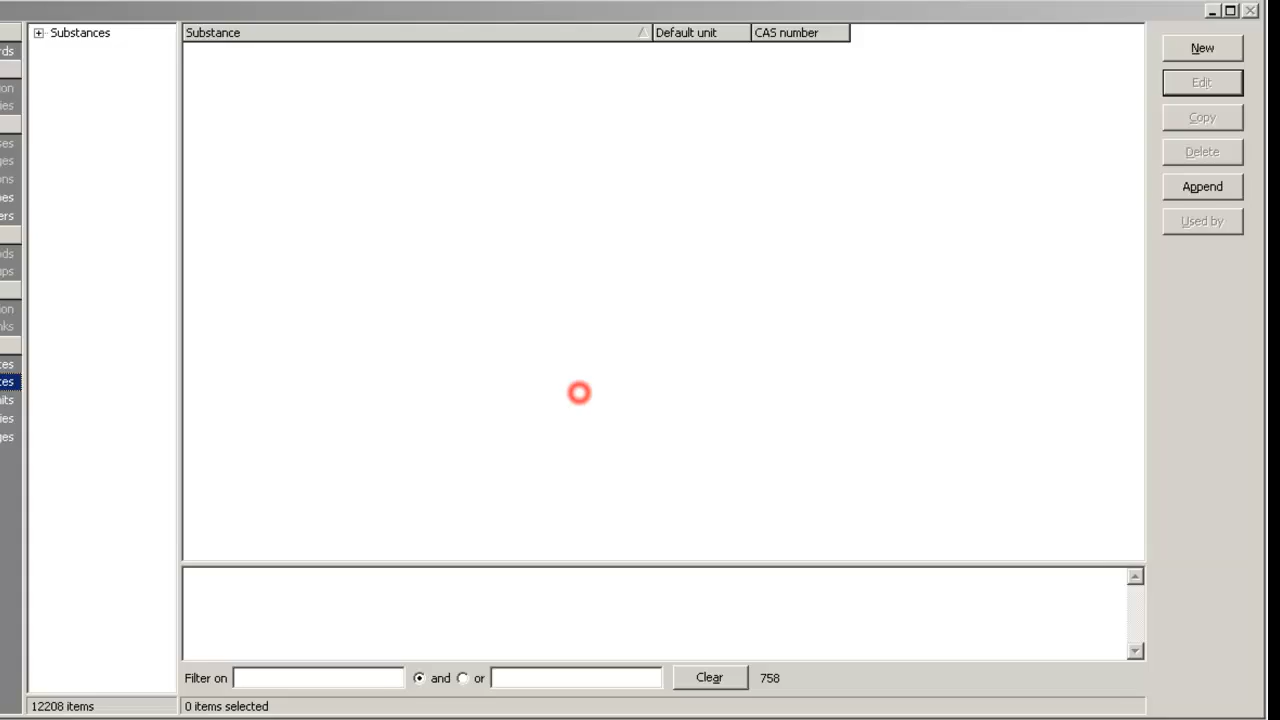 Substances
Substance Default unit CAS number
New
Edit
Copy
Delete
Append
Used by
Filter on and or Clear 758
12208 items 0 items selected